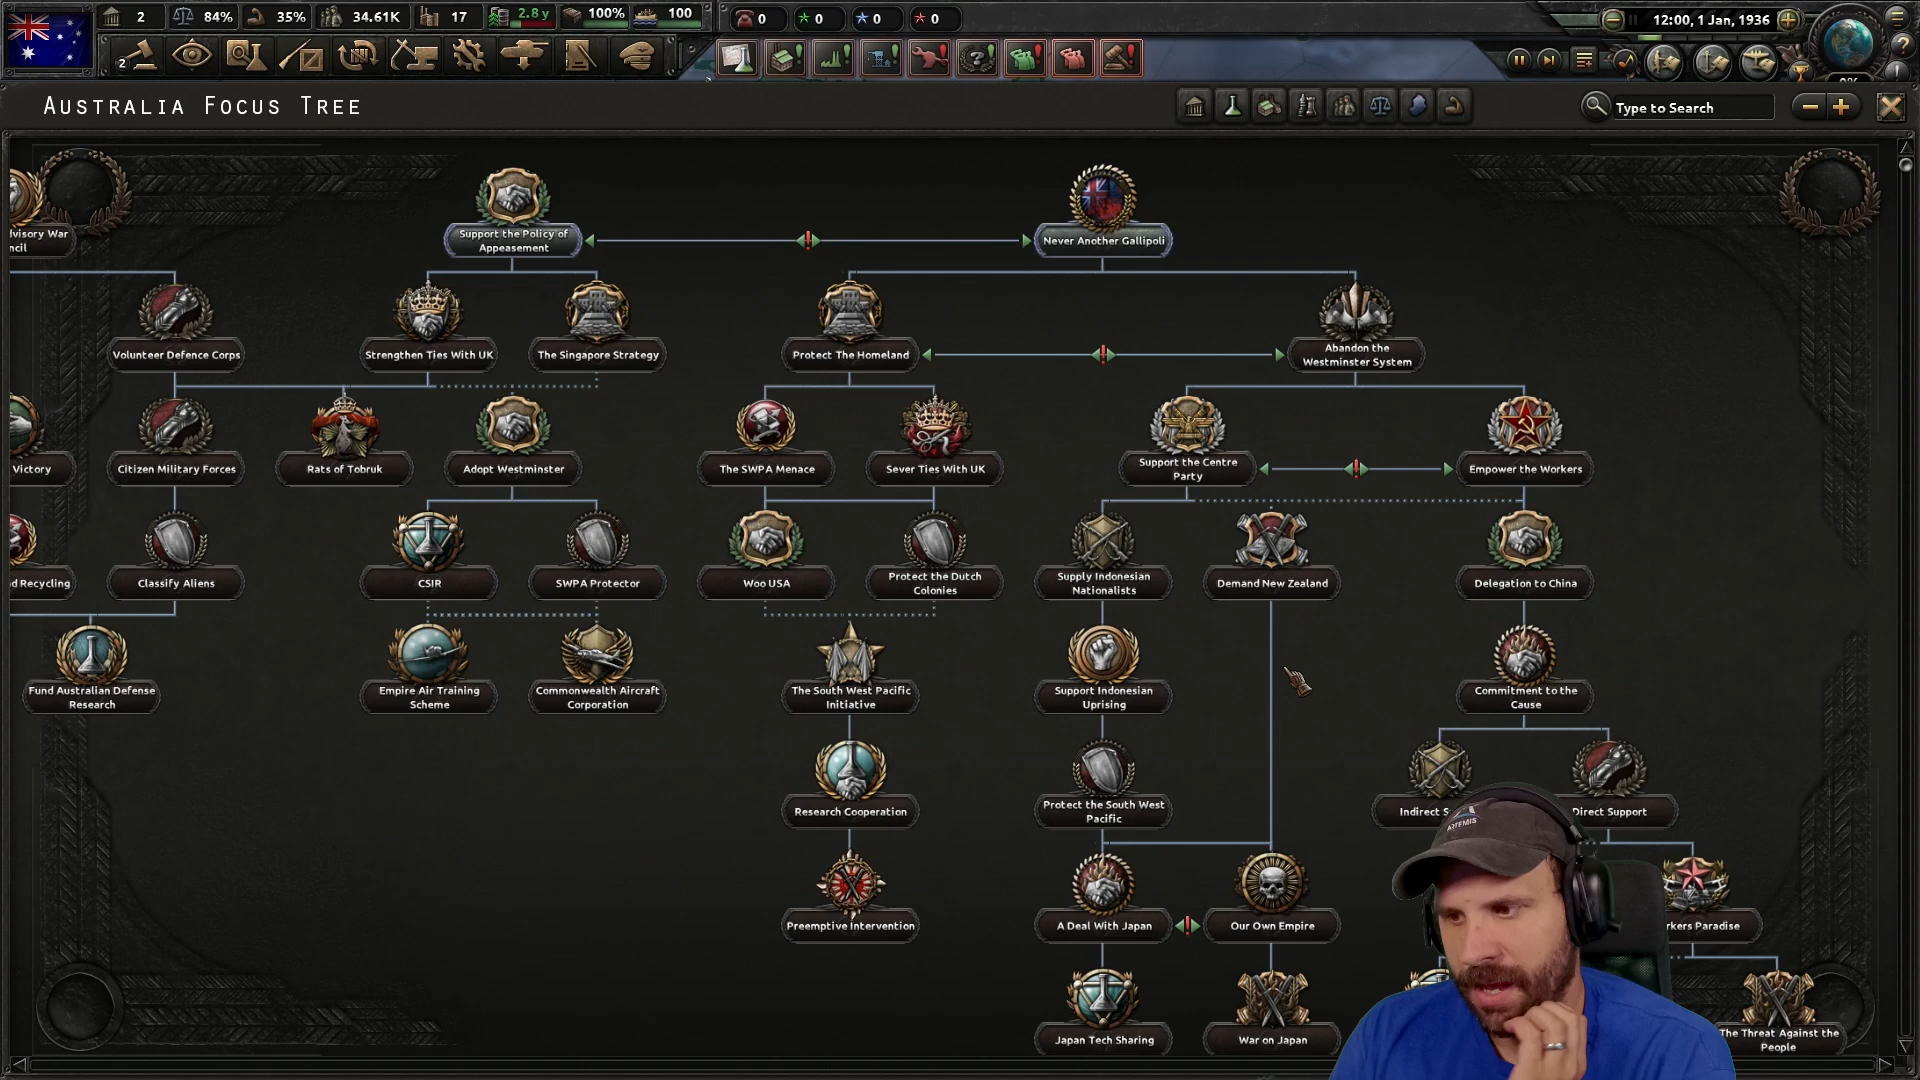 2
84%
35%
34.61K
17
2.8 y
100%
100
0
0
0
0
12:00, 1 Jan, 1936
2
0%
Australia Focus Tree
Type to Search
dvisory War
ncil
Support the Policy of
Appeasement
Never Another Gallipoli
Volunteer Defence Corps
Strengthen Ties With UK
The Singapore Strategy
Protect The Homeland
Abandon the
Westminster System
Victory
Citizen Military Forces
Rats of Tobruk
Adopt Westminster
The SWPA Menace
Sever Ties With UK
Support the Centre
Party
Empower the Workers
d Recycling
Classify Aliens
CSIR
SWPA Protector
Woo USA
Protect the Dutch
Colonies
Supply Indonesian
Nationalists
Demand New Zealand
Delegation to China
Fund Australian Defense
Research
Empire Air Training
Scheme
Commonwealth Aircraft
Corporation
The South West Pacific
Initiative
Support Indonesian
Uprising
Commitment to the
Cause
Research Cooperation
Protect the South West
Pacific
Indirect S
Direct Support
ARTEMIS
Preemptive Intervention
A Deal With Japan
Our Own Empire
rkers Paradise
Japan Tech Sharing
War on Japan
The Threat Against the
People